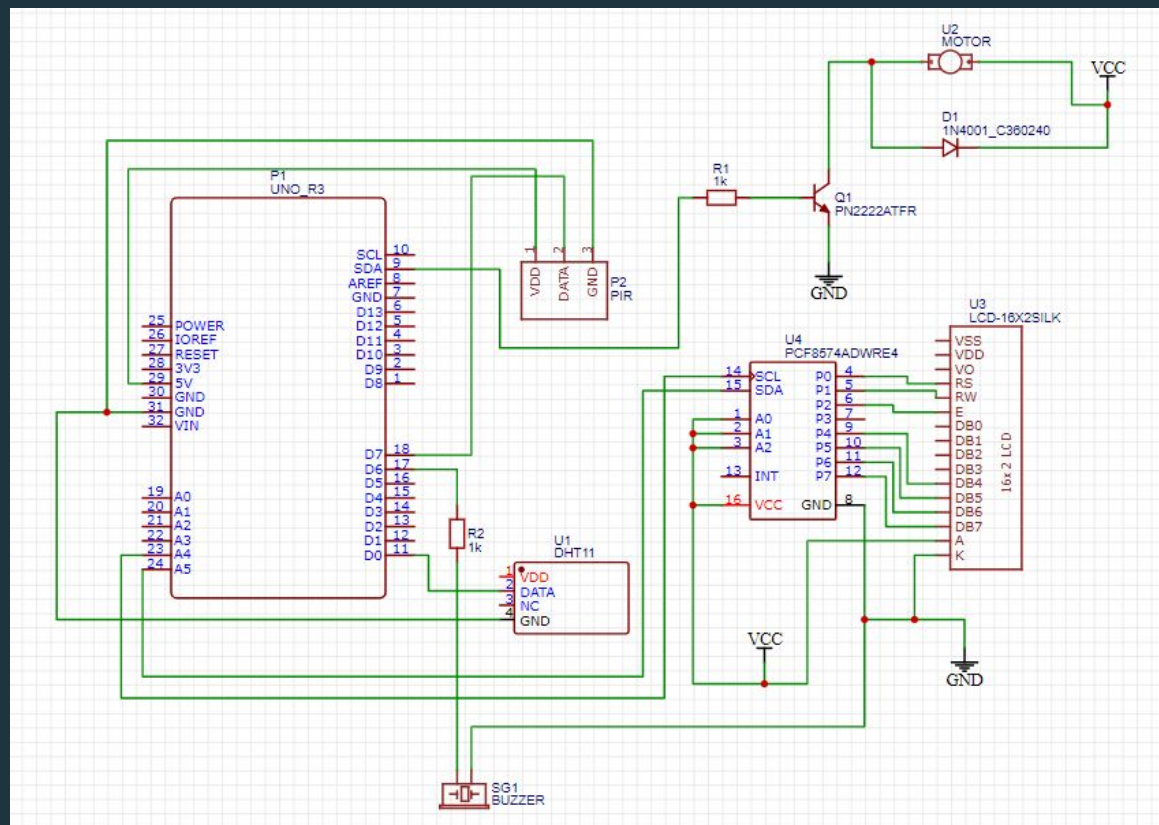 U2
MOTOR
VCC
D1
1N4001_C360240
R1
1k
Q1
PN2222ATFR
GND
P1
UNO_R3
SCL 10
SDA 9
AREF 8
GND 7
D13 6
D12 5
D11 4
D10 3
D9 2
D8 1
25 POWER
26 IOREF
27 RESET
28 3V3
29 5V
30 GND
31 GND
32 VIN
D7 18
D6 17
D5 16
D4 15
D3 14
D2 13
D1 12
D0 11
19 A0
20 A1
21 A2
22 A3
23 A4
24 A5
1 2 3
VDD
DATA
GND
P2
PIR
R2
1k
U1
DHT11
1 VDD
2 DATA
3 NC
4 GND
U4
PCF8574ADWRE4
14 SCL
15 SDA
1 A0
2 A1
3 A2
13 INT
16 VCC
P0 4
P1 5
P2 6
P3 7
P4 9
P5 10
P6 11
P7 12
GND 8
U3
LCD-16X2SILK
VSS
VDD
VO
RS
RW
E
DB0
DB1
DB2
DB3
DB4
DB5
DB6
DB7
A
K
16x2 LCD
VCC
GND
SG1
BUZZER